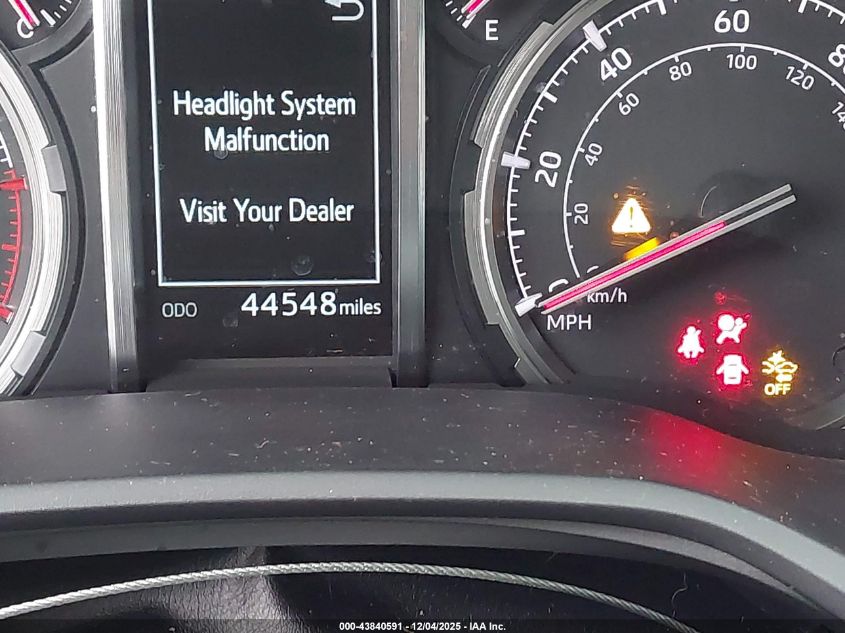 C
E
Headlight System
Malfunction
Visit Your Dealer
ODO 44548 miles
0
20
40
60
20
40
60
80
100
120
km/h
MPH
OFF
000-43840591 - 12/04/2025 - IAA Inc.